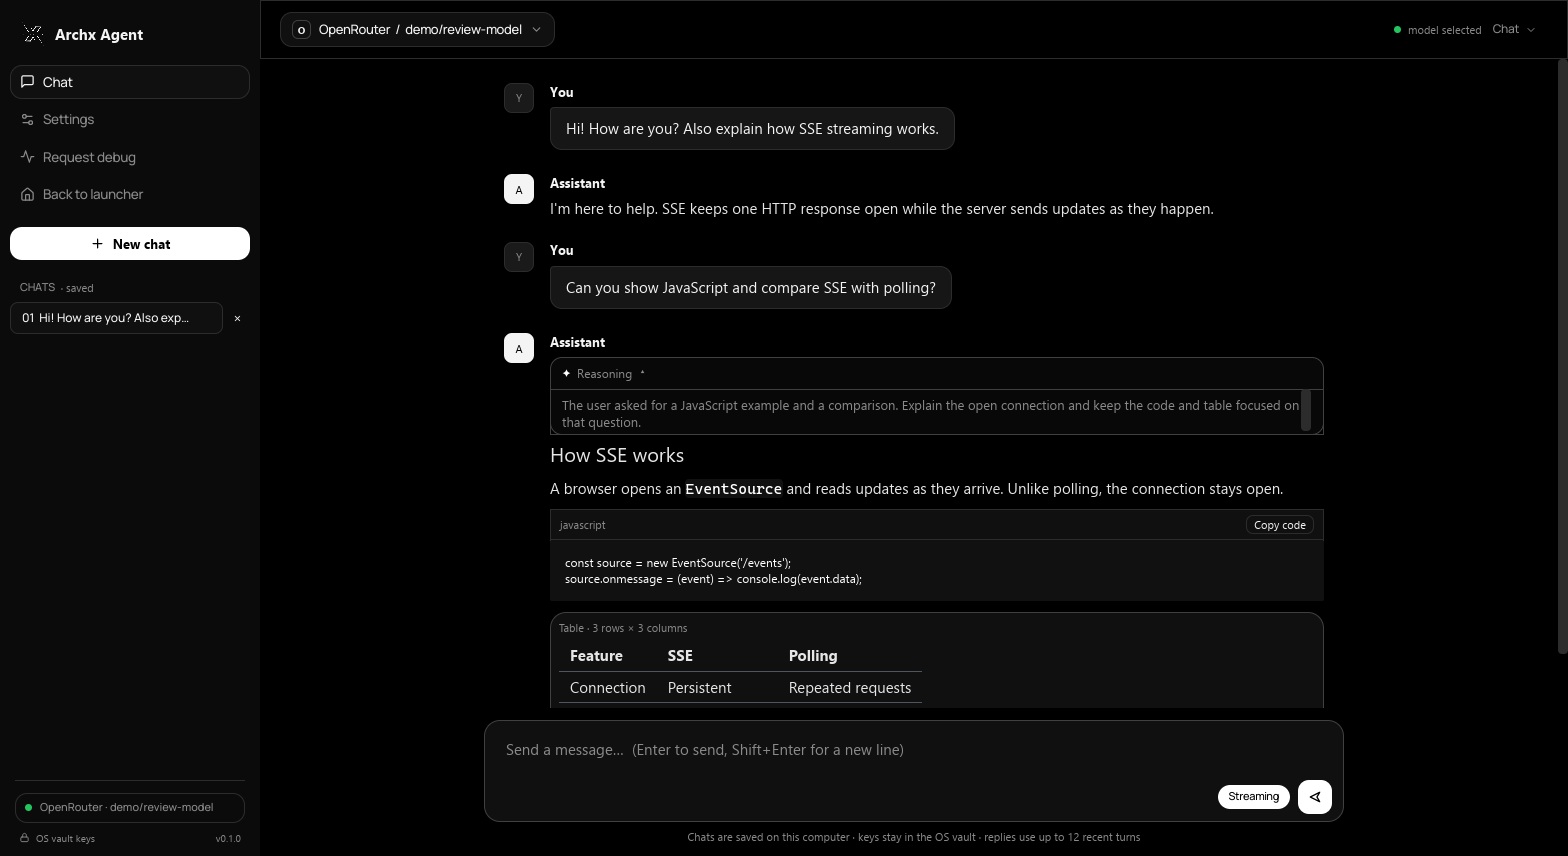 Archx Agent
Chat
Settings
Request debug
Back to launcher
+ New chat
CHATS · saved
01 Hi! How are you? Also exp... ×
OpenRouter · demo/review-model
OS vault keys v0.1.0
o OpenRouter / demo/review-model
model selected Chat
Y You
Hi! How are you? Also explain how SSE streaming works.
A Assistant
I'm here to help. SSE keeps one HTTP response open while the server sends updates as they happen.
Y You
Can you show JavaScript and compare SSE with polling?
A Assistant
✦ Reasoning
The user asked for a JavaScript example and a comparison. Explain the open connection and keep the code and table focused on
that question.
How SSE works
A browser opens an EventSource and reads updates as they arrive. Unlike polling, the connection stays open.
javascript Copy code
const source = new EventSource('/events');
source.onmessage = (event) => console.log(event.data);
Table · 3 rows × 3 columns
Feature SSE Polling
Connection Persistent Repeated requests
Send a message... (Enter to send, Shift+Enter for a new line)
Streaming
Chats are saved on this computer · keys stay in the OS vault · replies use up to 12 recent turns